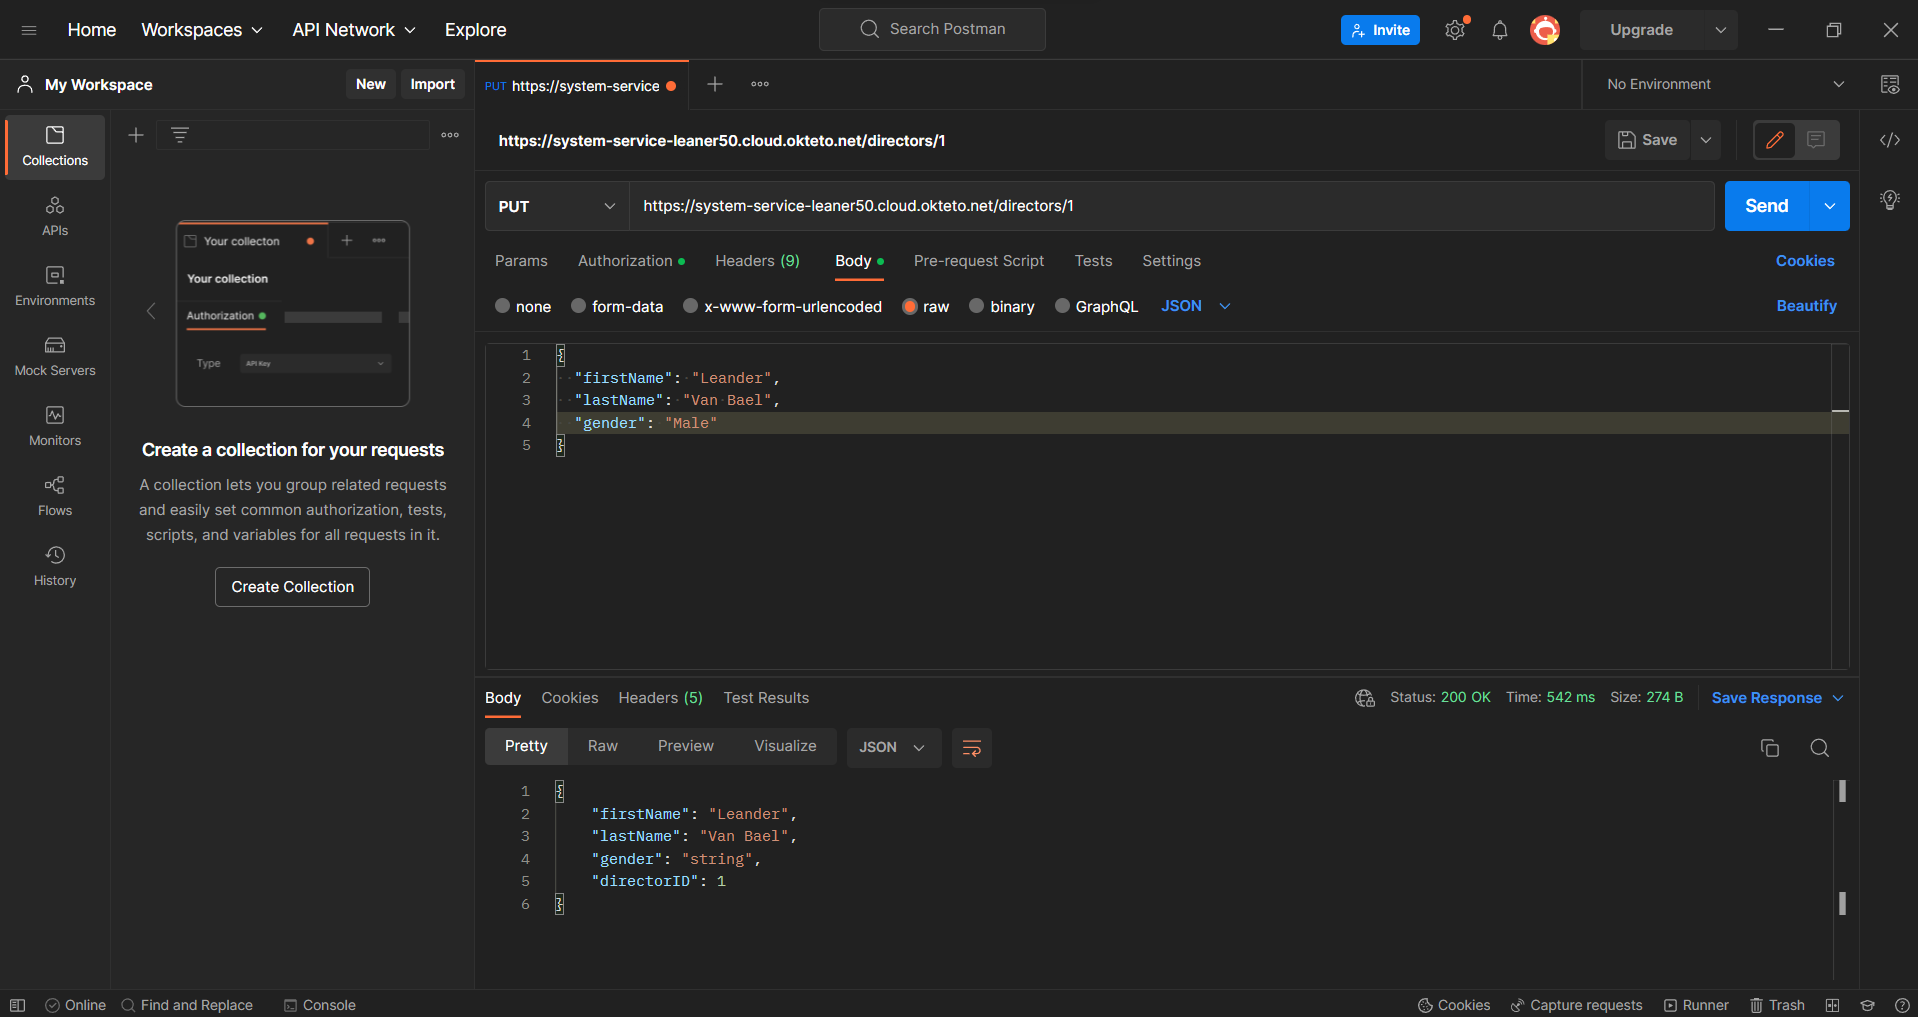 Home Workspaces API Network Explore Search Postman Invite Upgrade
My Workspace New Import PUT https://system-service No Environment
Collections
APIs
Environments
Mock Servers
Monitors
Flows
History
Your collecton
Your collection
Authorization
Type API Key
Create a collection for your requests
A collection lets you group related requests
and easily set common authorization, tests,
scripts, and variables for all requests in it.
Create Collection
https://system-service-leaner50.cloud.okteto.net/directors/1 Save
PUT https://system-service-leaner50.cloud.okteto.net/directors/1 Send
Params Authorization Headers (9) Body Pre-request Script Tests Settings Cookies
none form-data x-www-form-urlencoded raw binary GraphQL JSON Beautify
1 {
2 "firstName": "Leander",
3 "lastName": "Van Bael",
4 "gender": "Male"
5 }
Body Cookies Headers (5) Test Results Status: 200 OK Time: 542 ms Size: 274 B Save Response
Pretty Raw Preview Visualize JSON
1 {
2 "firstName": "Leander",
3 "lastName": "Van Bael",
4 "gender": "string",
5 "directorID": 1
6 }
Online Find and Replace Console Cookies Capture requests Runner Trash